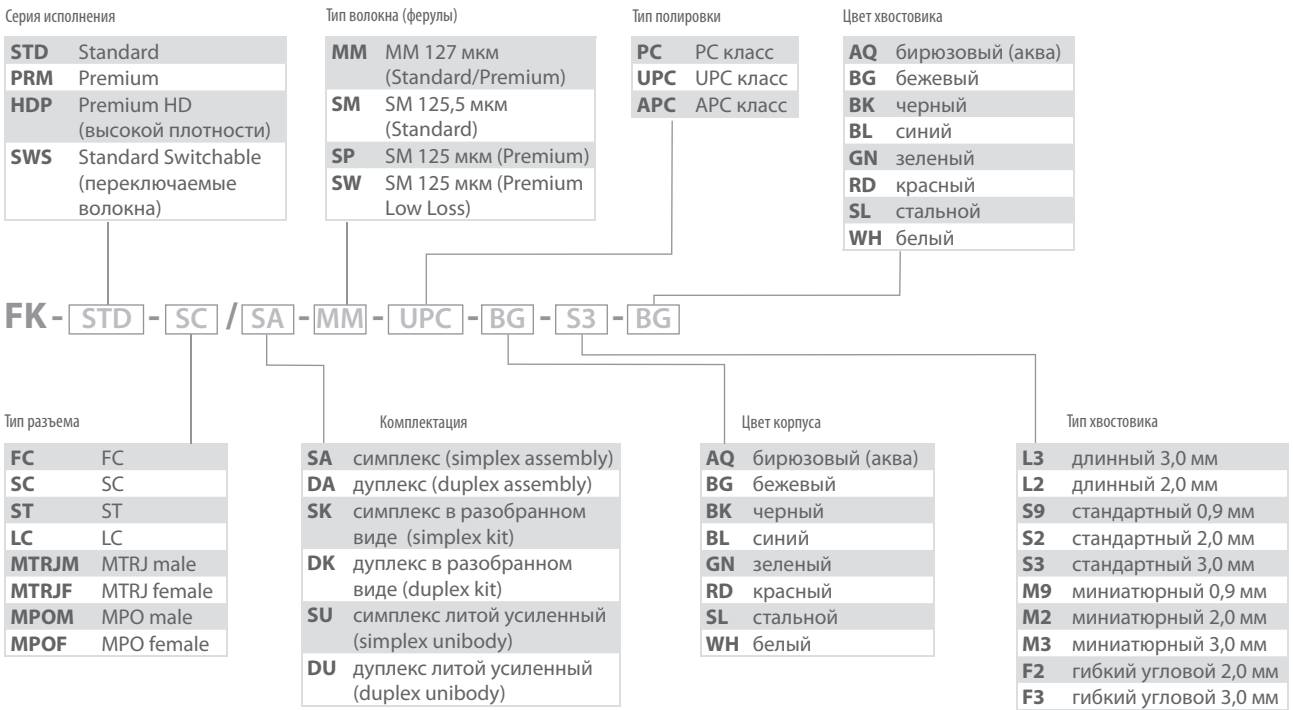 Серия исполнения
STD Standard
PRM Premium
HDP Premium HD
(высокой плотности)
SWS Standard Switchable
(переключаемые
волокна)
Тип волокна (ферулы)
MM MM 127 мкм
(Standard/Premium)
SM SM 125,5 мкм
(Standard)
SP SM 125 мкм (Premium)
SW SM 125 мкм (Premium
Low Loss)
Тип полировки
PC PC класс
UPC UPC класс
APC APC класс
Цвет хвостовика
AQ бирюзовый (аква)
BG бежевый
BK черный
BL синий
GN зеленый
RD красный
SL стальной
WH белый
FK - STD - SC / SA - MM - UPC - BG - S3 - BG
Тип разъема
FC FC
SC SC
ST ST
LC LC
MTRJM MTRJ male
MTRJF MTRJ female
MPOM MPO male
MPOF MPO female
Комплектация
SA симплекс (simplex assembly)
DA дуплекс (duplex assembly)
SK симплекс в разобранном
виде (simplex kit)
DK дуплекс в разобранном
виде (duplex kit)
SU симплекс литой усиленный
(simplex unibody)
DU дуплекс литой усиленный
(duplex unibody)
Цвет корпуса
AQ бирюзовый (аква)
BG бежевый
BK черный
BL синий
GN зеленый
RD красный
SL стальной
WH белый
Тип хвостовика
L3 длинный 3,0 мм
L2 длинный 2,0 мм
S9 стандартный 0,9 мм
S2 стандартный 2,0 мм
S3 стандартный 3,0 мм
M9 миниатюрный 0,9 мм
M2 миниатюрный 2,0 мм
M3 миниатюрный 3,0 мм
F2 гибкий угловой 2,0 мм
F3 гибкий угловой 3,0 мм